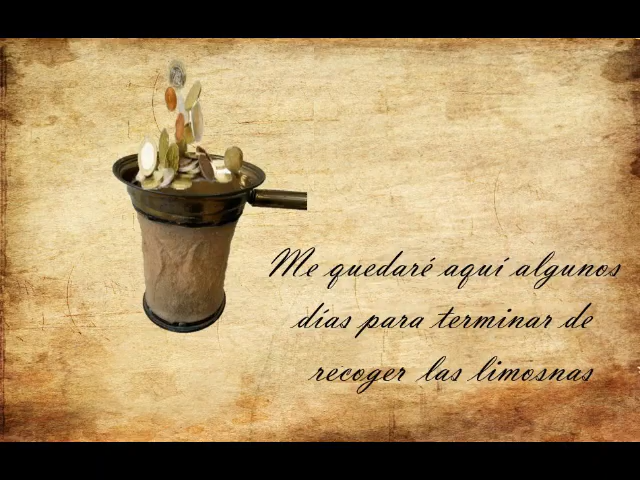 Me quedaré aquí algunos
días para terminar de
recoger las limosnas